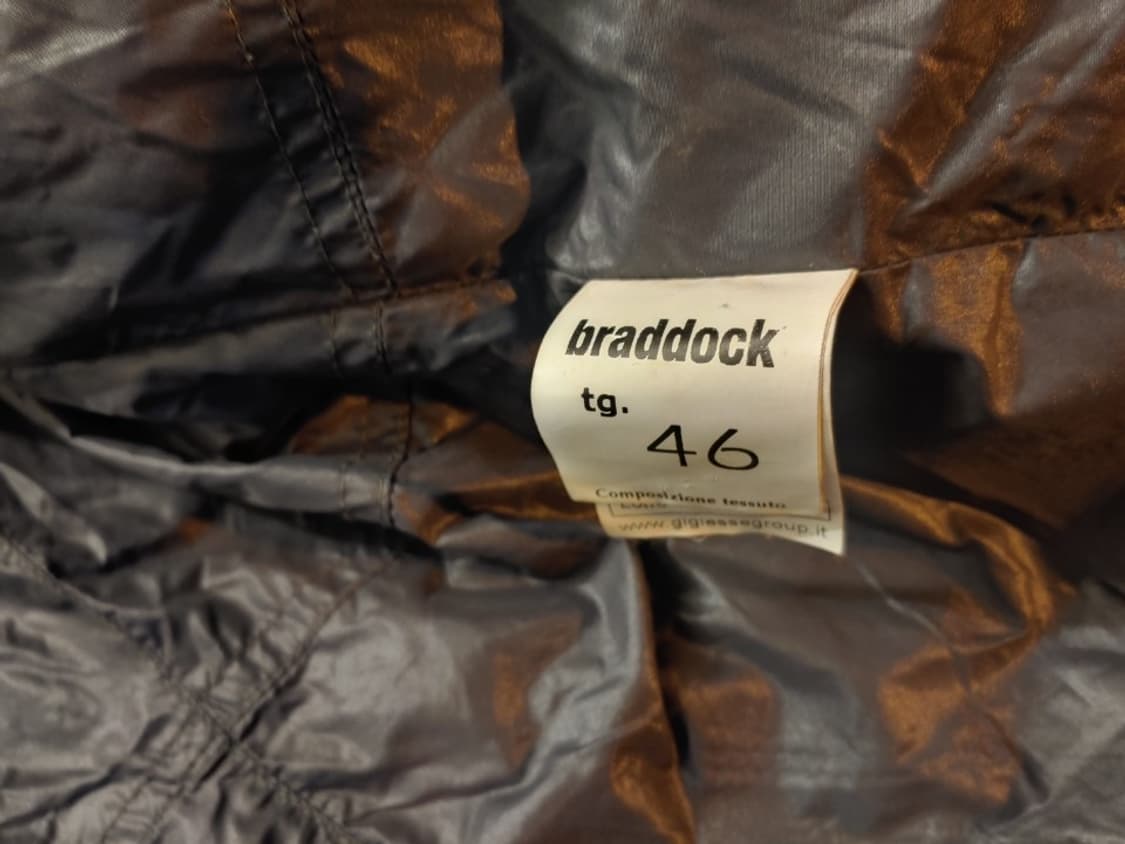 braddock
tg.
46
Composizione tessuto
www.gigiessegroup.it